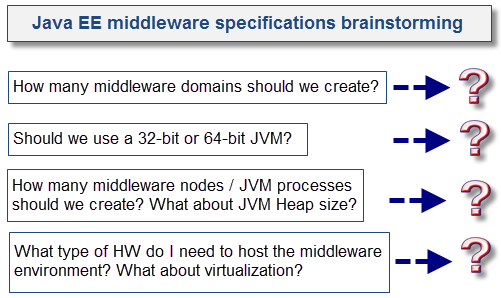 Java EE middleware specifications brainstorming
How many middleware domains should we create?
?
Should we use a 32-bit or 64-bit JVM?
?
How many middleware nodes / JVM processes
should we create? What about JVM Heap size?
?
What type of HW do I need to host the middleware
environment? What about virtualization?
?